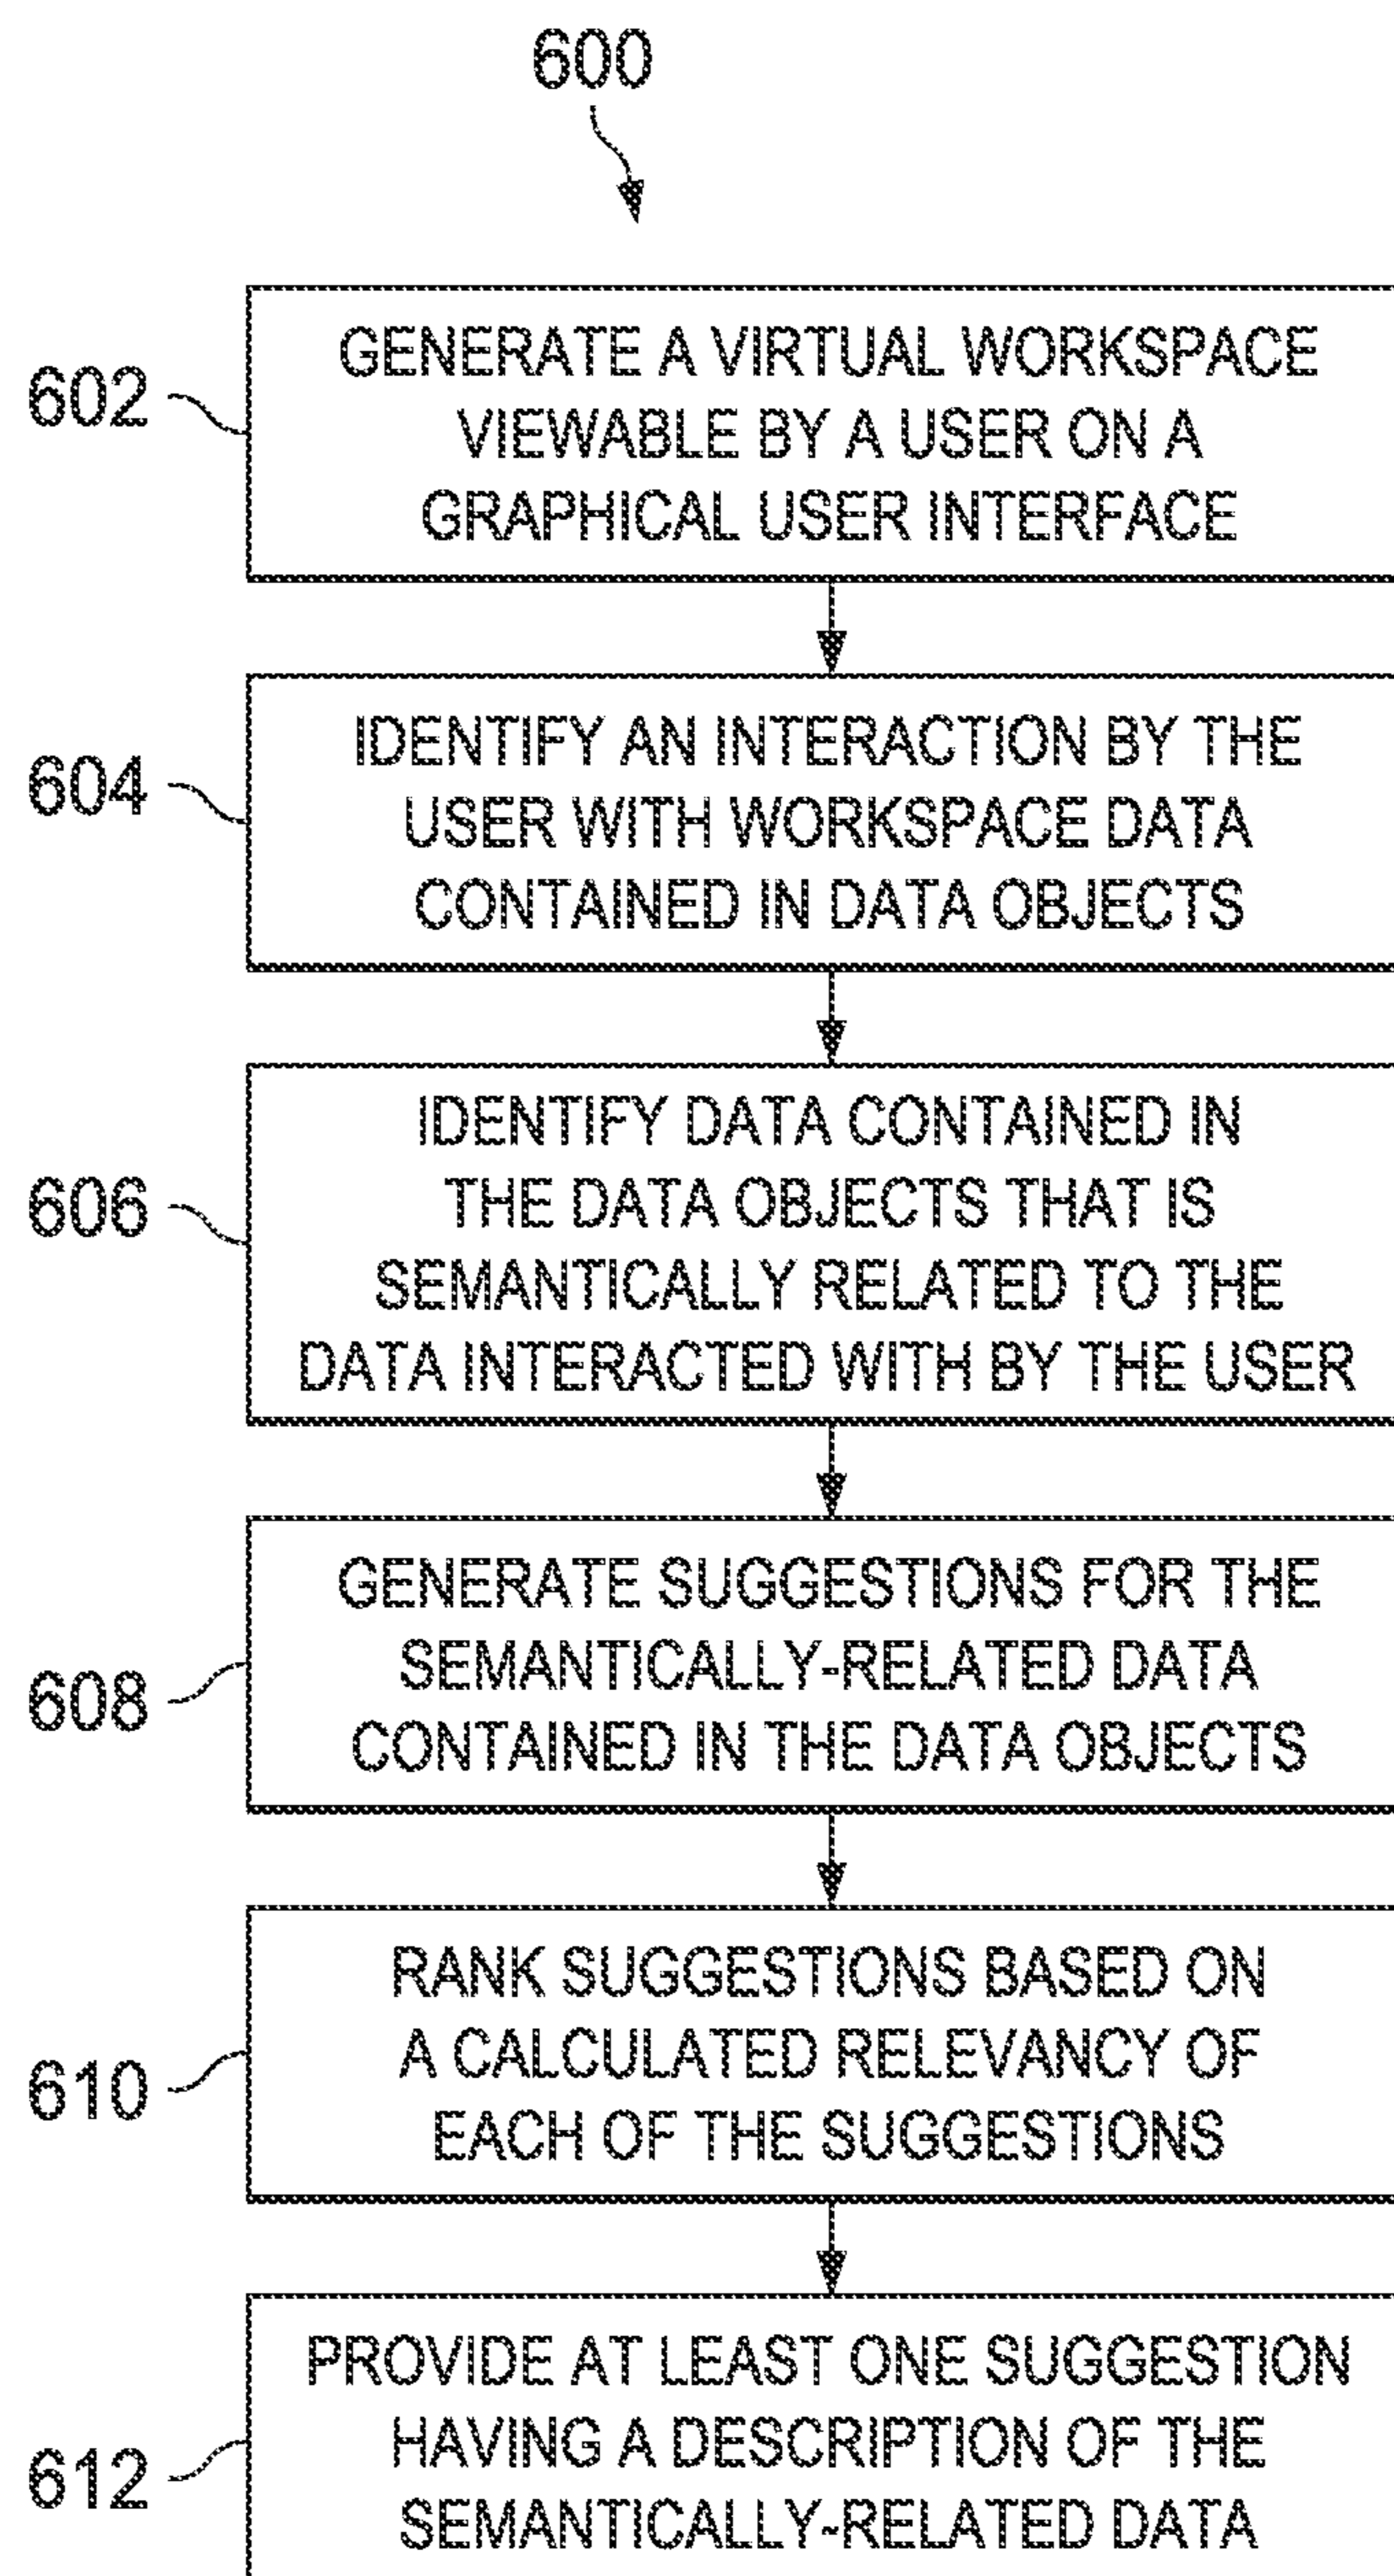 600
602
GENERATE A VIRTUAL WORKSPACE
VIEWABLE BY A USER ON A
GRAPHICAL USER INTERFACE
604
IDENTIFY AN INTERACTION BY THE
USER WITH WORKSPACE DATA
CONTAINED IN DATA OBJECTS
606
IDENTIFY DATA CONTAINED IN
THE DATA OBJECTS THAT IS
SEMANTICALLY RELATED TO THE
DATA INTERACTED WITH BY THE USER
608
GENERATE SUGGESTIONS FOR THE
SEMANTICALLY-RELATED DATA
CONTAINED IN THE DATA OBJECTS
610
RANK SUGGESTIONS BASED ON
A CALCULATED RELEVANCY OF
EACH OF THE SUGGESTIONS
612
PROVIDE AT LEAST ONE SUGGESTION
HAVING A DESCRIPTION OF THE
SEMANTICALLY-RELATED DATA